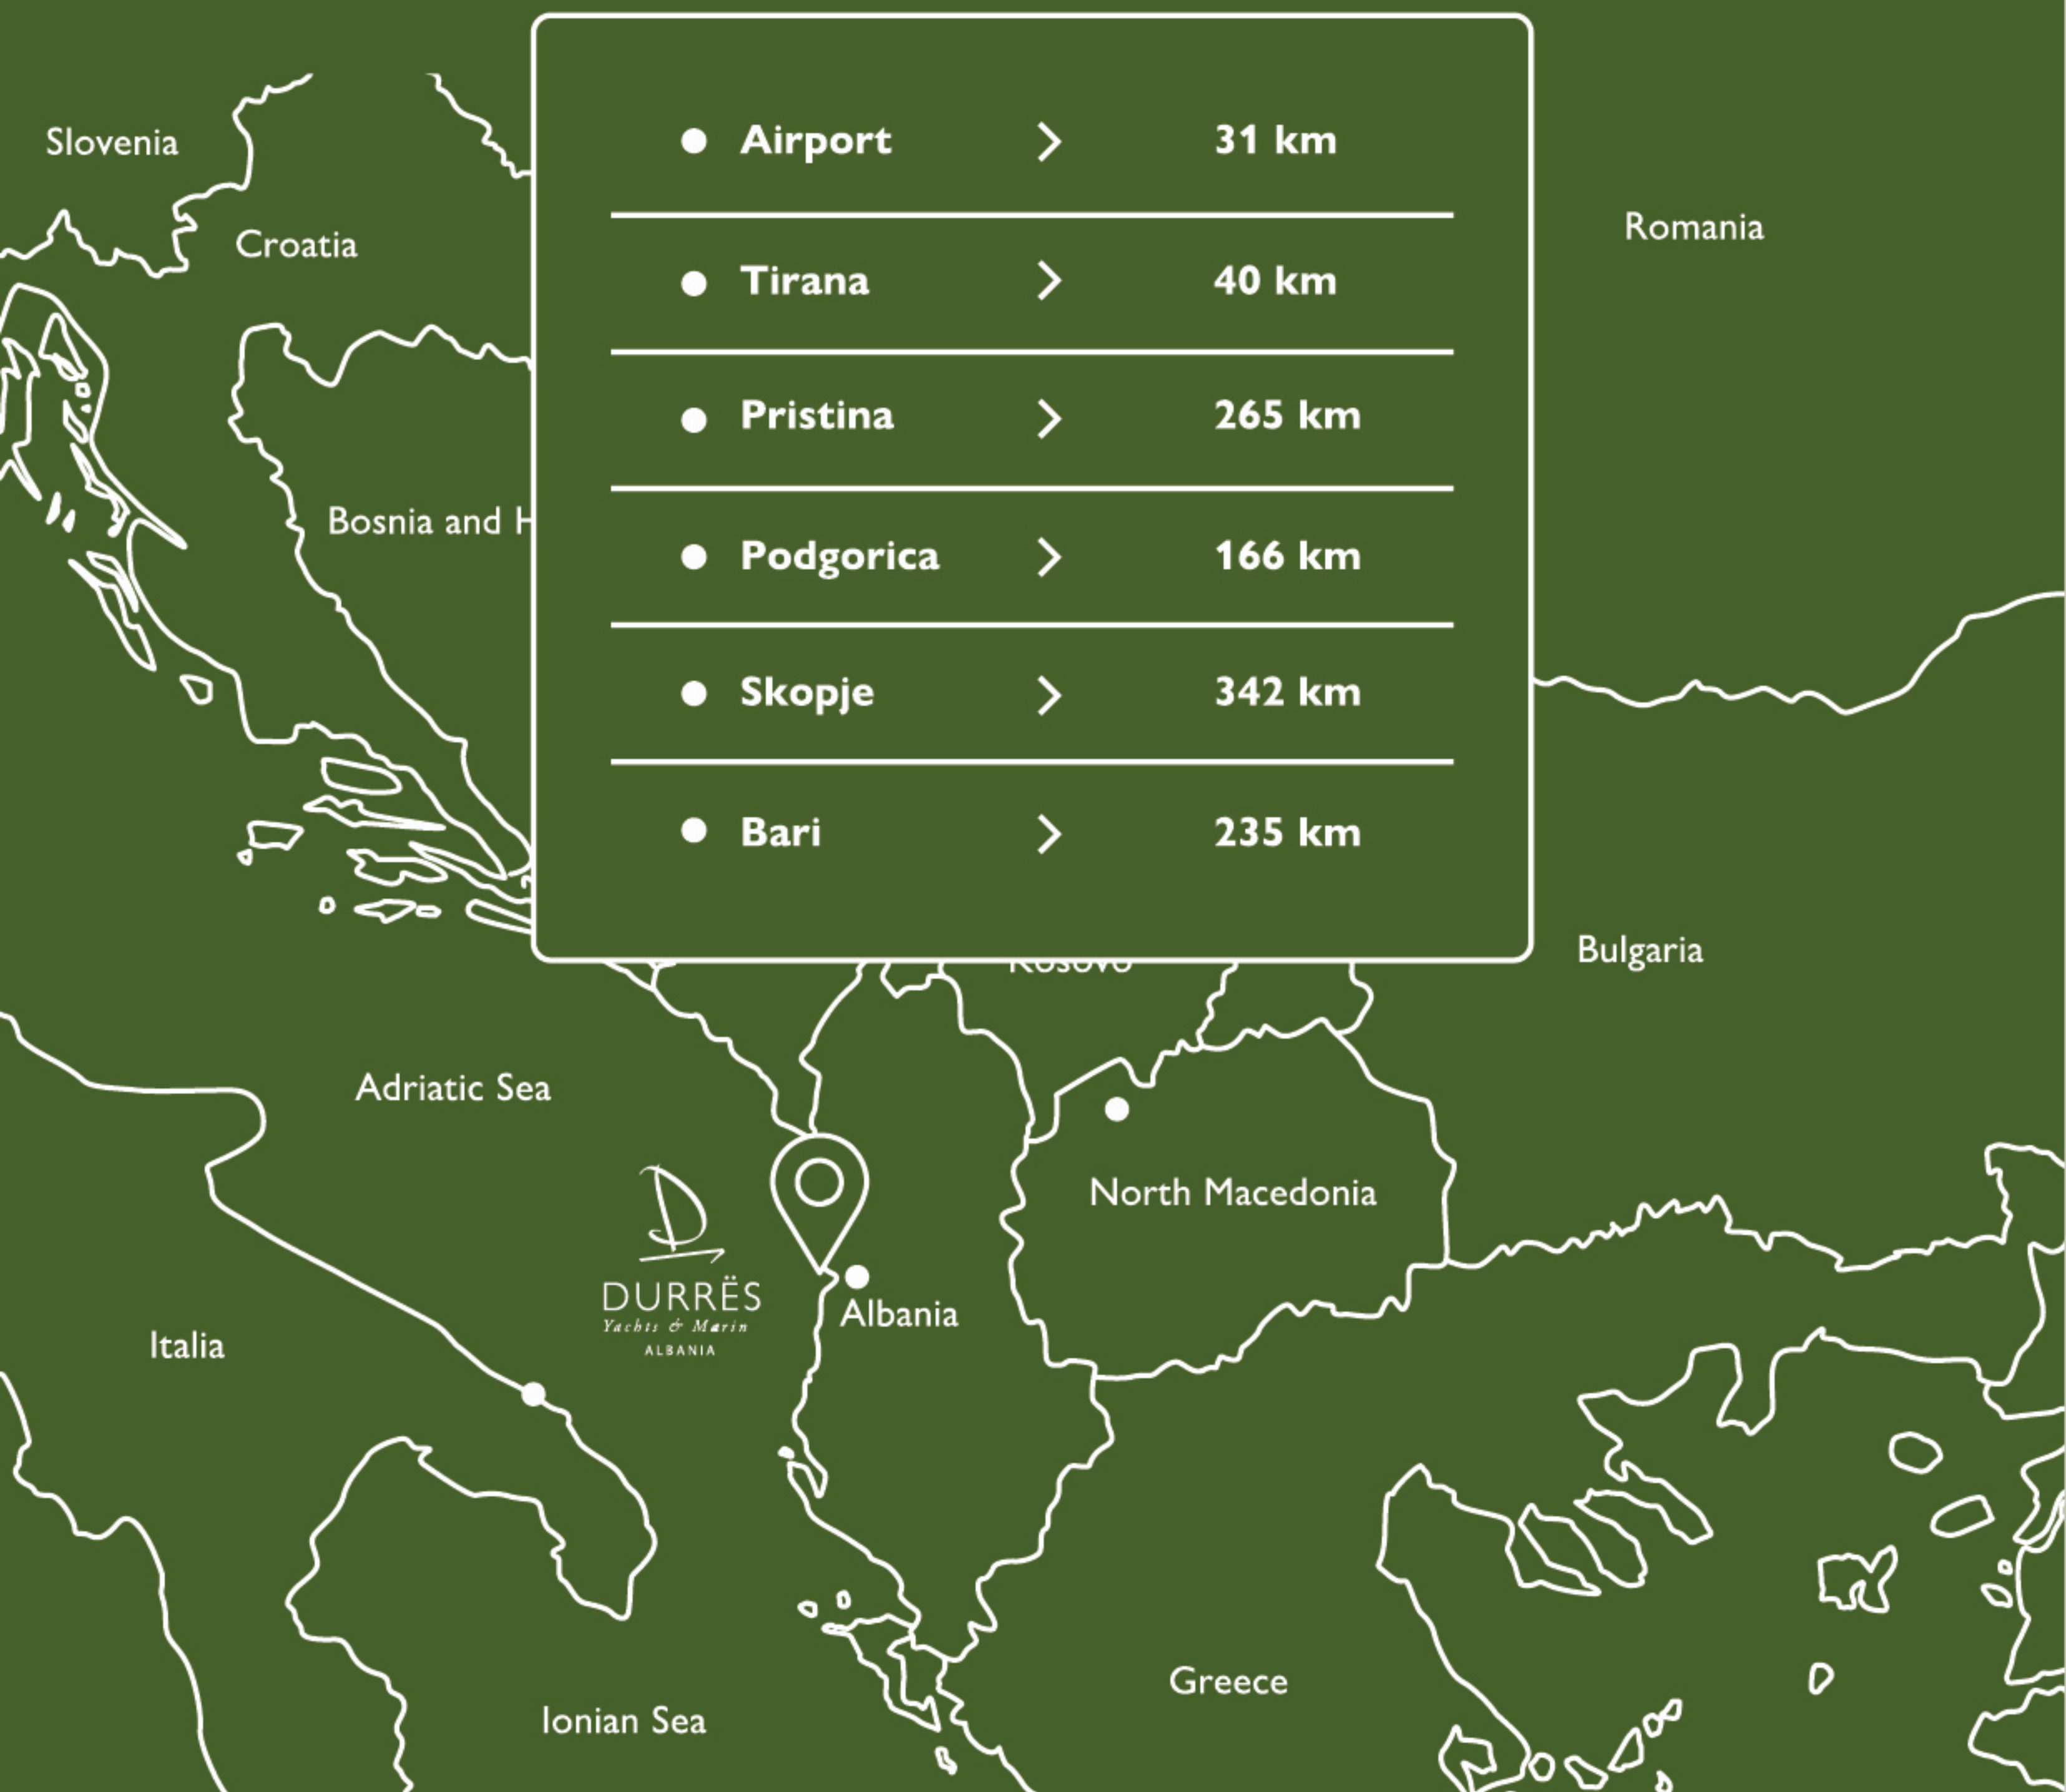 Slovenia
Croatia
Romania
Bosnia and H
Airport > 31 km
Tirana > 40 km
Pristina > 265 km
Podgorica > 166 km
Skopje > 342 km
Bari > 235 km
Kosovo
Bulgaria
Adriatic Sea
North Macedonia
DURRËS
Yachts & Marin
ALBANIA
Albania
Italia
Greece
Ionian Sea